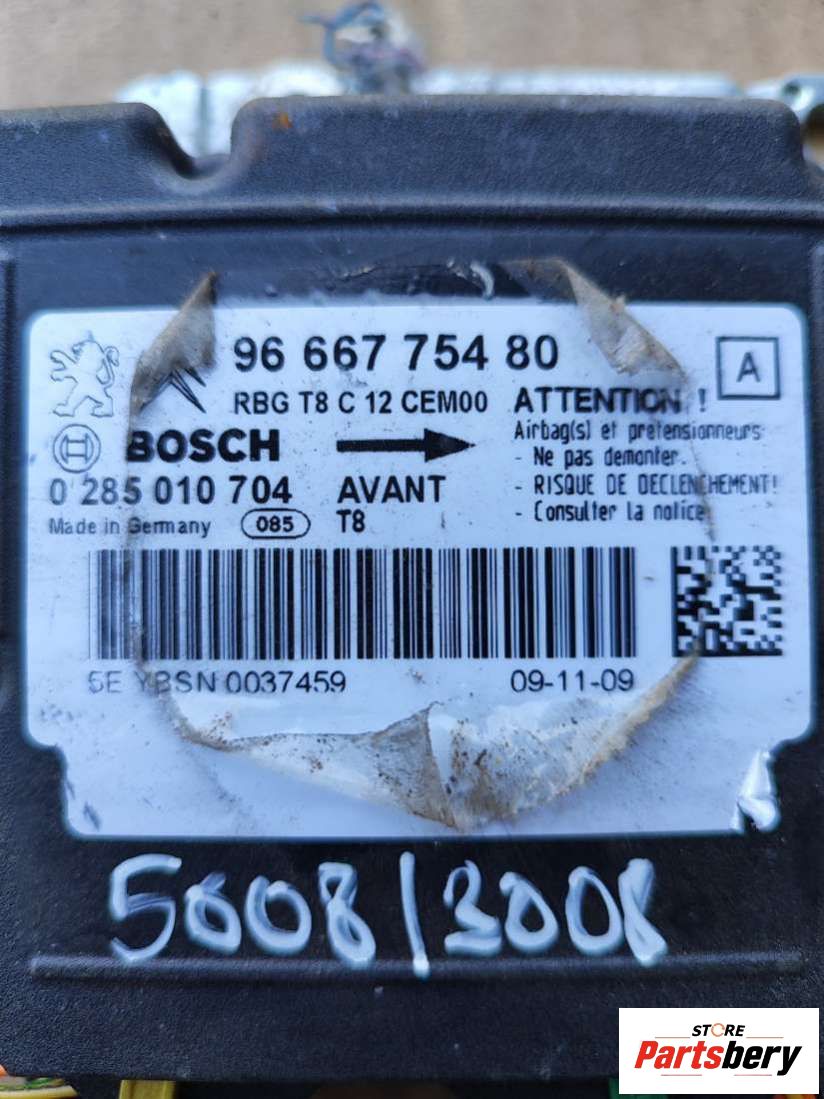 96 667 754 80
A
RBG T8 C 12 CEM00
ATTENTION !
BOSCH
Airbag(s) et pretensionneurs
- Ne pas demonter.
0 285 010 704
AVANT
- RISQUE DE DECLENCHEMENT!
Made in Germany
085
T8
- Consulter la notice
5E YBSN 0037459
09-11-09
5008/3008
STORE
Partsbery